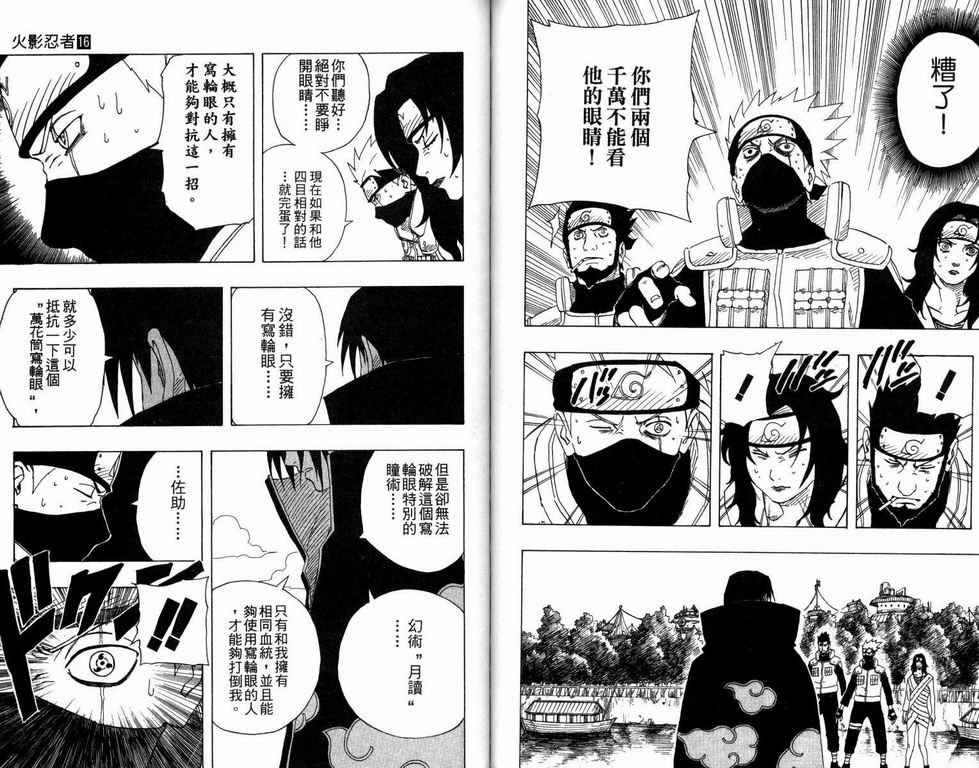 糟了！
你們兩個
千萬不能看
他的眼睛！
！
！
火影忍者16
你們聽好…
絕對不要睜
開眼睛……
現在如果和他
四目相對的話
…就完蛋了！
大概只有擁有
寫輪眼的人，
才能夠對抗這一招
。
沒錯，只要擁
有寫輪眼……
就多少可以
抵抗一下這個
”萬花筒寫輪眼“，
但是卻無法
破解這個寫
輪眼特別的
瞳術……
幻術”月讀“
……
只有和我擁有
相同血統，並且能
夠使用寫輪眼的人
，才能夠打倒我。
…佐助……
！！
ドクン